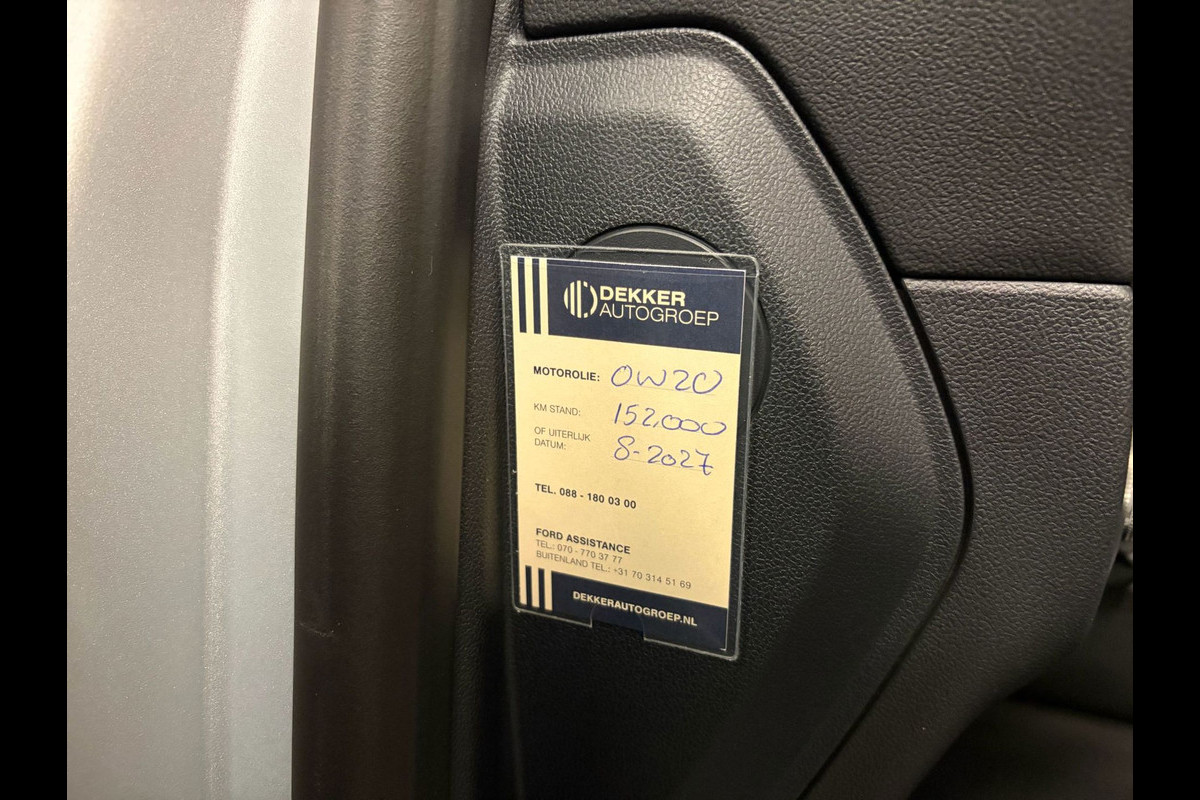 DEKKER
AUTOGROEP
MOTOROLIE: 0W20
KM STAND: 152.000
OF UITERLIJK
DATUM: 8-2027
TEL. 088 - 180 03 00
FORD ASSISTANCE
TEL.: 070 - 770 37 77
BUITENLAND TEL.: +31 70 314 51 69
DEKKERAUTOGROEP.NL